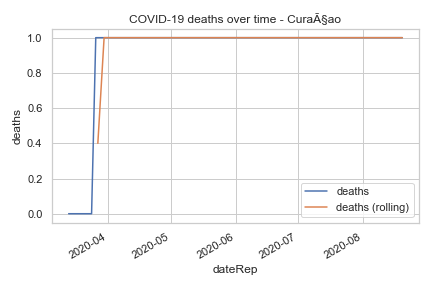 COVID-19 deaths over time - CuraÃ§ao
1.0
0.8
0.6
0.4
0.2
0.0
deaths
deaths
deaths (rolling)
2020-04
2020-05
2020-06
2020-07
2020-08
dateRep